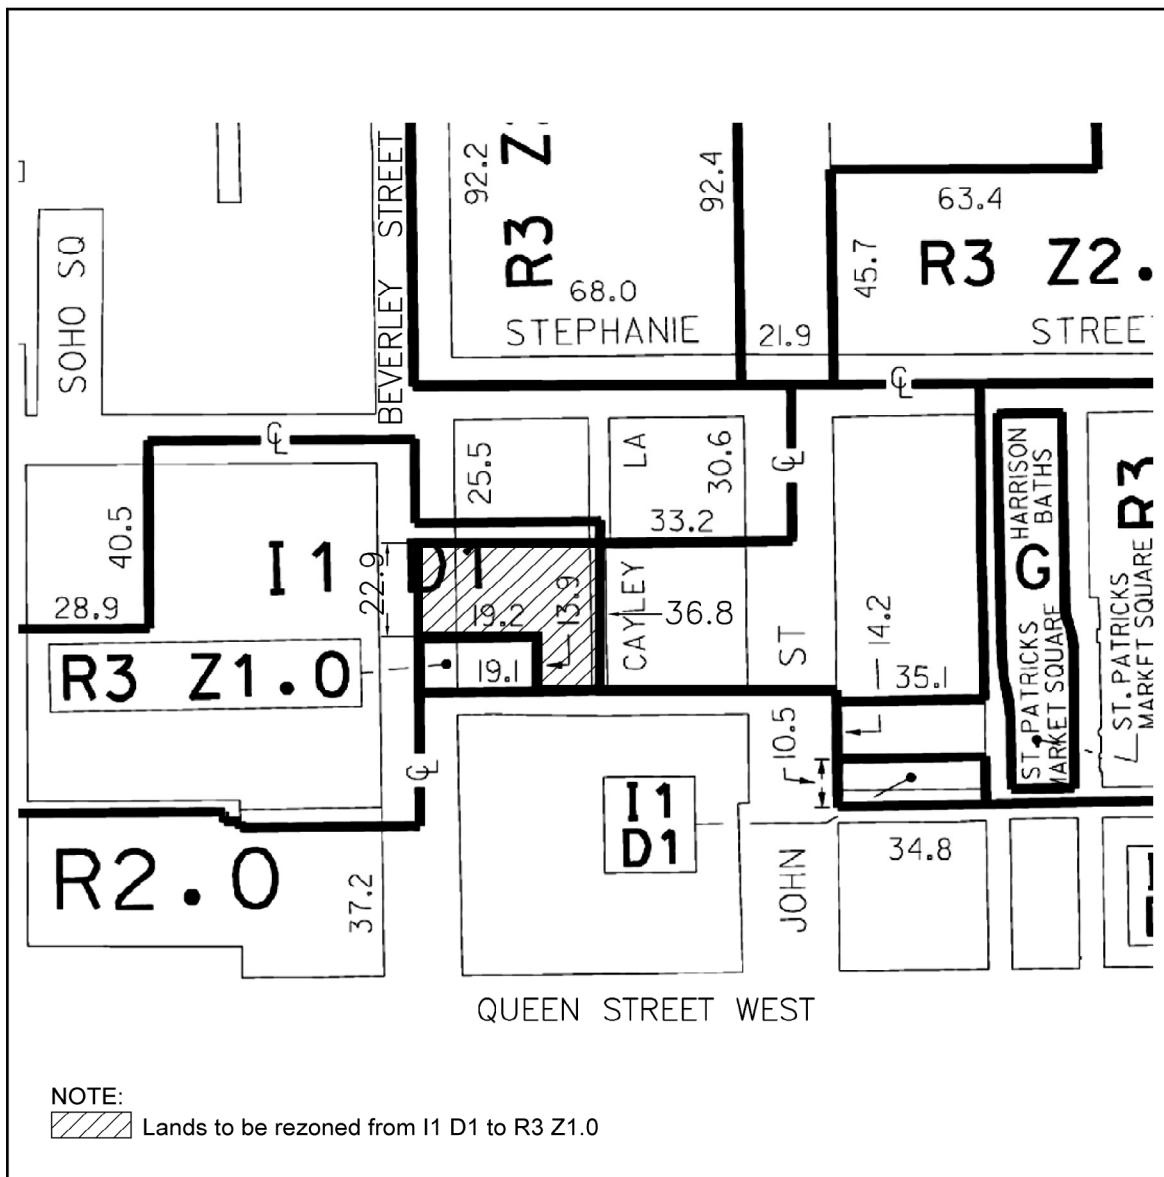 BEVERLEY STREET
92.2
R3 Z
92.4
63.4
45.7
R3 Z2.
SOHO SQ
68.0
STEPHANIE
21.9
STREET
CL
CL
25.5
LA
30.6
CL
33.2
HARRISON
BATHS
R3
40.5
I1 D1
22.9
28.9
19.2
13.9
CAYLEY
36.8
ST
14.2
G
ST. PATRICKS
MARKET SQUARE
ST. PATRICKS
MARKET SQUARE
R3 Z1.0
19.1
35.1
10.5
CL
I1
D1
R2.0
37.2
JOHN
34.8
QUEEN STREET WEST
NOTE:
Lands to be rezoned from I1 D1 to R3 Z1.0